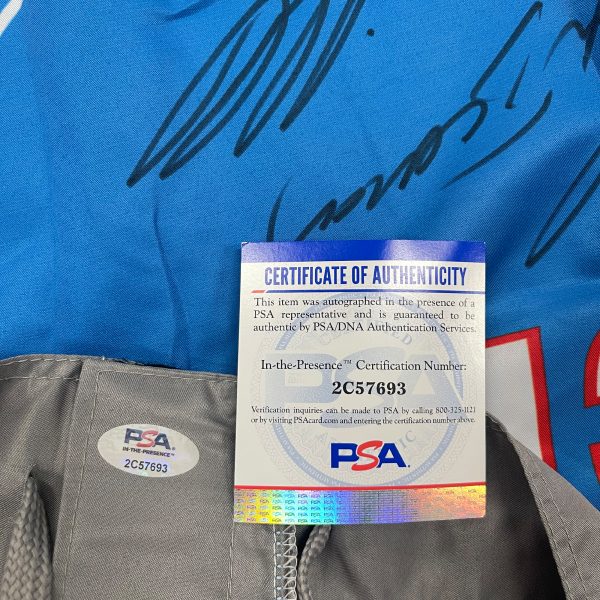 CERTIFICATE OF AUTHENTICITY
This item was autographed in the presence of a
PSA representative and is guaranteed to be
authentic by PSA/DNA Authentication Services.
In-the-Presence™ Certification Number:
2C57693
Verification inquiries can be made to PSA by calling 800-325-1121
or by visiting PSAcard.com and entering the certification number above.
PSA
PSA
IN-THE-PRESENCE™
2C57693